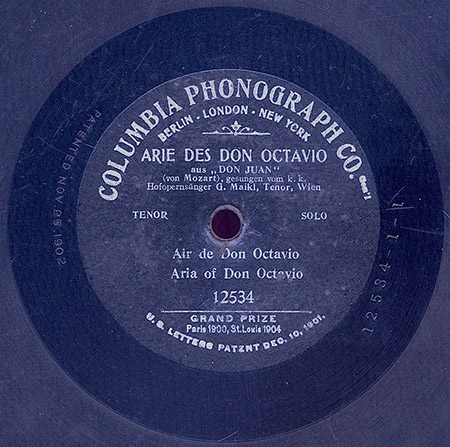 COLUMBIA PHONOGRAPH CO. Gen'l
BERLIN - LONDON - NEW YORK
ARIE DES DON OCTAVIO
aus „DON JUAN“
(von Mozart), gesungen vom k. k.
Hofopernsänger G. Maikl, Tenor, Wien
TENOR SOLO
Air de Don Octavio
Aria of Don Octavio
12534
GRAND PRIZE
Paris 1900, St. Louis 1904
U.S. LETTERS PATENT DEC. 10, 1901.
PATENTED NOV. 25, 1902
12534-1-1